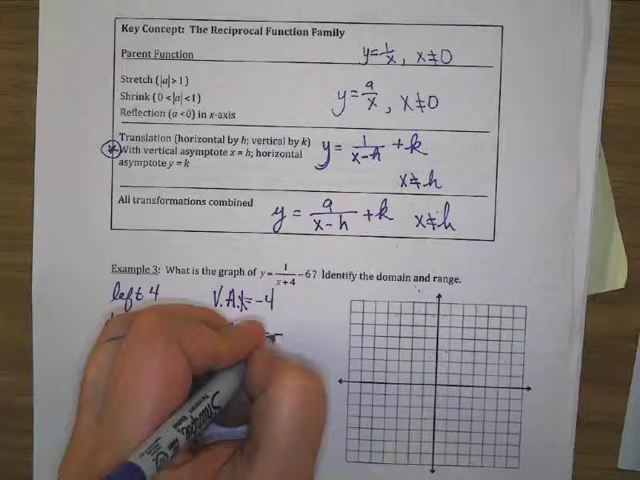 Key Concept: The Reciprocal Function Family
Parent Function y = 1/x , x ≠ 0
Stretch (|a| > 1)
Shrink (0 < |a| < 1) y = a/x , x ≠ 0
Reflection (a < 0) in x-axis
Translation (horizontal by h; vertical by k) y = 1/(x-h) + k
With vertical asymptote x = h; horizontal
asymptote y = k x ≠ h
All transformations combined y = a/(x-h) + k x ≠ h
Example 3: What is the graph of y = 1/(x+4) - 6? Identify the domain and range.
left 4 V.A. x = -4
Sharpie